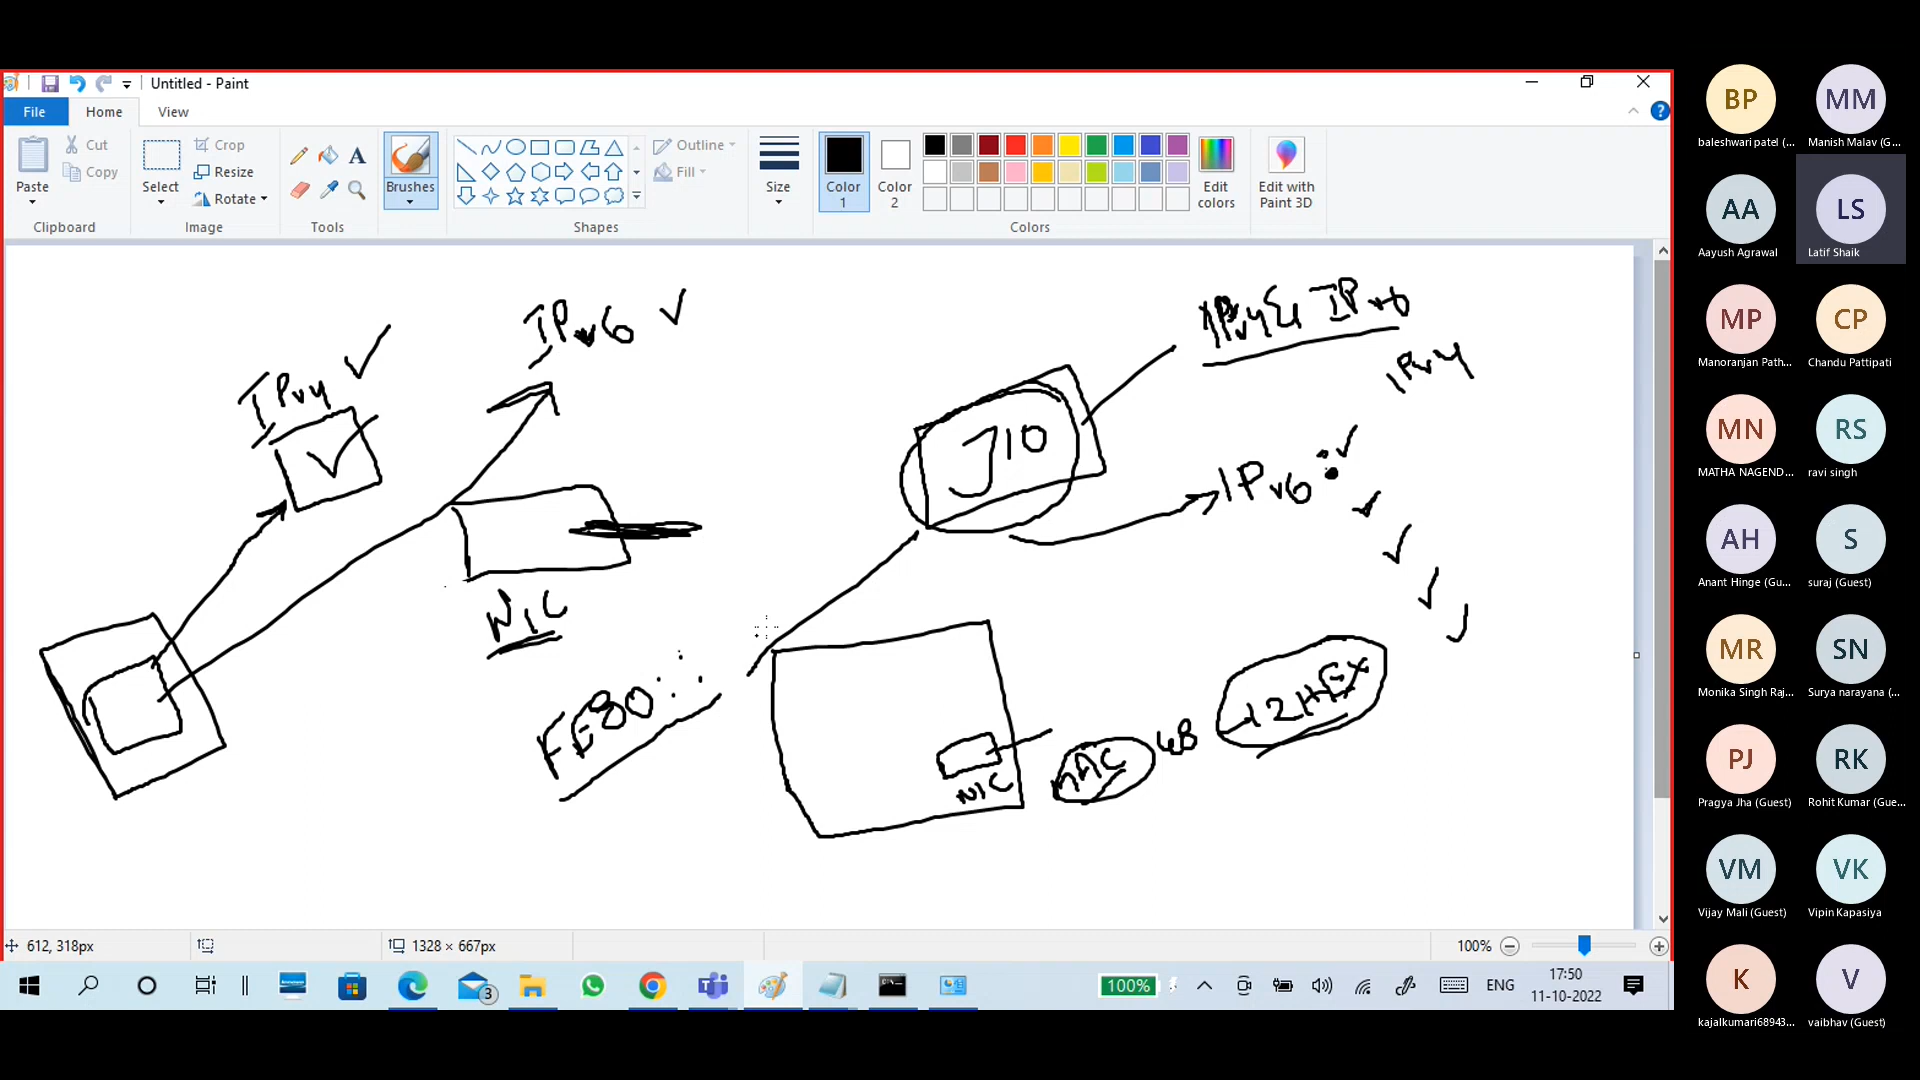 Untitled - Paint
File
Home
View
Paste
Cut
Copy
Clipboard
Select
Crop
Resize
Rotate
Image
Tools
Brushes
Shapes
Outline
Fill
Size
Color 1
Color 2
Edit colors
Edit with Paint 3D
Colors
IPv4
IPv6
NIC
FE80::
JIO
IPv4 & IPv6
IPv4
IPv6:
NIC
MAC
48
12 HEX
612, 318px
1328 × 667px
100%
3
100%
ENG
17:50
11-10-2022
BP
baleshwari patel (...
MM
Manish Malav (G...
AA
Aayush Agrawal
LS
Latif Shaik
MP
Manoranjan Path...
CP
Chandu Pattipati
MN
MATHA NAGEND...
RS
ravi singh
AH
Anant Hinge (Gu...
S
suraj (Guest)
MR
Monika Singh Raj...
SN
Surya narayana (...
PJ
Pragya Jha (Guest)
RK
Rohit Kumar (Gue...
VM
Vijay Mali (Guest)
VK
Vipin Kapasiya
K
kajalkumari68943...
V
vaibhav (Guest)